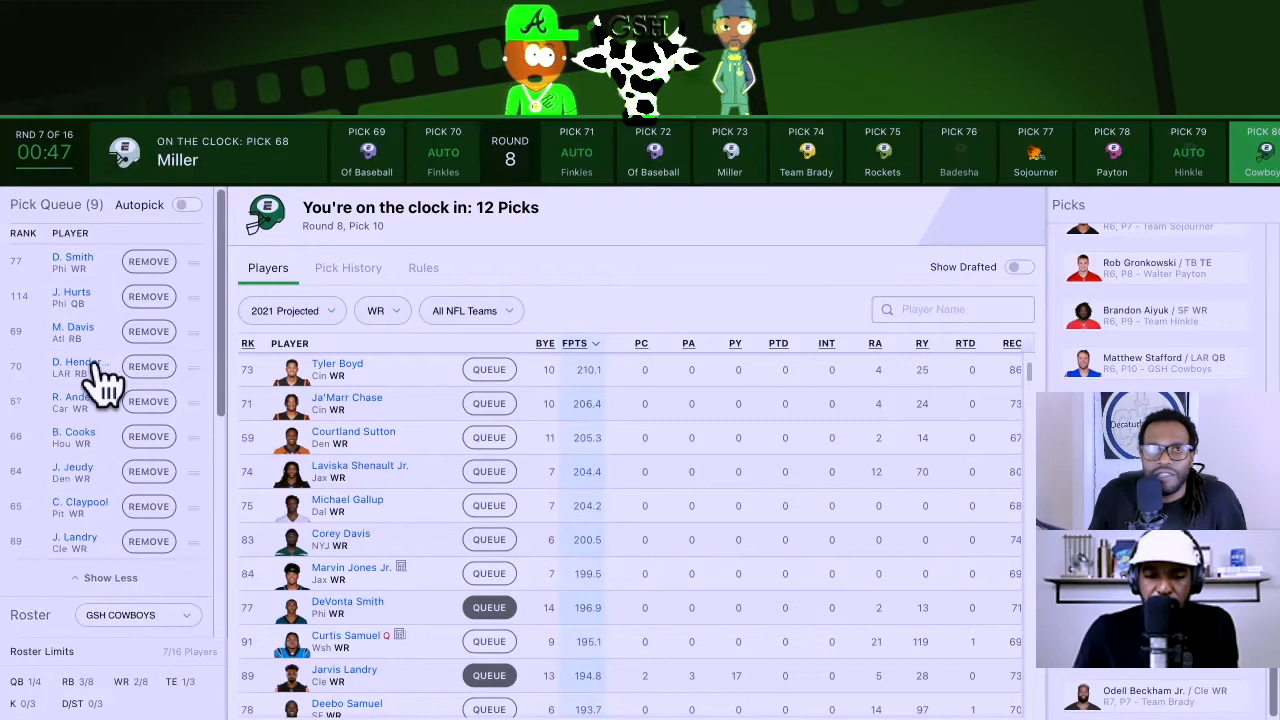 GSH
RND 7 OF 16
00:47
ON THE CLOCK: PICK 68
Miller
PICK 69
Of Baseball
PICK 70
AUTO
Finkles
ROUND
8
PICK 71
AUTO
Finkles
PICK 72
Of Baseball
PICK 73
Miller
PICK 74
Team Brady
PICK 75
Rockets
PICK 76
Badesha
PICK 77
Sojourner
PICK 78
Payton
PICK 79
AUTO
Hinkle
PICK 80
Cowboy
Pick Queue (9) Autopick
RANK PLAYER
77 D. Smith REMOVE
Phi WR
114 J. Hurts REMOVE
Phi QB
69 M. Davis REMOVE
Atl RB
70 D. Hender... REMOVE
LAR RB
R. Ande REMOVE
Car WR
66 B. Cooks REMOVE
Hou WR
64 J. Jeudy REMOVE
Den WR
65 C. Claypool REMOVE
Pit WR
89 J. Landry REMOVE
Cle WR
Show Less
Roster GSH COWBOYS
Roster Limits 7/16 Players
QB 1/4 RB 3/8 WR 2/8 TE 1/3
K 0/3 D/ST 0/3
You're on the clock in: 12 Picks
Round 8, Pick 10
Players Pick History Rules Show Drafted
2021 Projected WR All NFL Teams Player Name
RK PLAYER BYE FPTS PC PA PY PTD INT RA RY RTD REC
73 Tyler Boyd Cin WR QUEUE 10 210.1 0 0 0 0 0 4 25 0 86
71 Ja'Marr Chase Cin WR QUEUE 10 206.4 0 0 0 0 0 4 24 0 73
59 Courtland Sutton Den WR QUEUE 11 205.3 0 0 0 0 0 2 14 0 67
74 Laviska Shenault Jr. Jax WR QUEUE 7 204.4 0 0 0 0 0 12 70 0 80
75 Michael Gallup Dal WR QUEUE 7 204.2 0 0 0 0 0 0 0 0 68
83 Corey Davis NYJ WR QUEUE 6 200.5 0 0 0 0 0 0 0 0 74
84 Marvin Jones Jr. Jax WR QUEUE 7 199.5 0 0 0 0 0 0 0 0 69
77 DeVonta Smith Phi WR QUEUE 14 196.9 0 0 0 0 0 2 13 0 71
91 Curtis Samuel Q Wsh WR QUEUE 9 195.1 0 0 0 0 0 21 119 1 69
89 Jarvis Landry Cle WR QUEUE 13 194.8 2 3 17 0 0 5 28 0 73
78 Deebo Samuel SF WR QUEUE 6 193.7 0 0 0 0 0 14 97 1 70
Picks
R6, P7 - Team Sojourner
Rob Gronkowski / TB TE
R6, P8 - Walter Payton
Brandon Aiyuk / SF WR
R6, P9 - Team Hinkle
Matthew Stafford / LAR QB
R6, P10 - GSH Cowboys
Decatur
Odell Beckham Jr. / Cle WR
R7, P7 - Team Brady